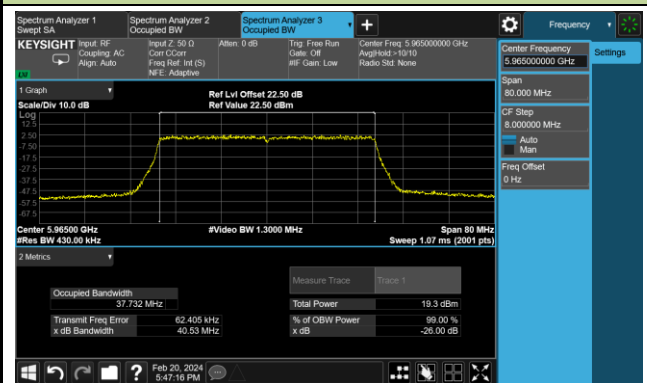 Spectrum Analyzer 1
Swept SA
Spectrum Analyzer 2
Occupied BW
Spectrum Analyzer 3
Occupied BW
Frequency
KEYSIGHT
Input: RF
Coupling: AC
Align: Auto
Input Z: 50 Ω
Corr CCorr
Freq Ref: Int (S)
NFE: Adaptive
Atten: 0 dB
Trig: Free Run
Gate: Off
#IF Gain: Low
Center Freq: 5.965000000 GHz
Avg|Hold:>10/10
Radio Std: None
LXI
1 Graph
Scale/Div 10.0 dB
Ref Lvl Offset 22.50 dB
Ref Value 22.50 dBm
Log
12.5
2.50
-7.50
-17.5
-27.5
-37.5
-47.5
-57.5
-67.5
Center 5.96500 GHz
#Res BW 430.00 kHz
#Video BW 1.3000 MHz
Span 80 MHz
Sweep 1.07 ms (2001 pts)
2 Metrics
Measure Trace
Trace 1
Occupied Bandwidth
37.732 MHz
Total Power
19.3 dBm
Transmit Freq Error
62.405 kHz
% of OBW Power
99.00 %
x dB Bandwidth
40.53 MHz
x dB
-26.00 dB
Center Frequency
5.965000000 GHz
Settings
Span
80.000 MHz
CF Step
8.000000 MHz
Auto
Man
Freq Offset
0 Hz
?
Feb 20, 2024
5:47:16 PM